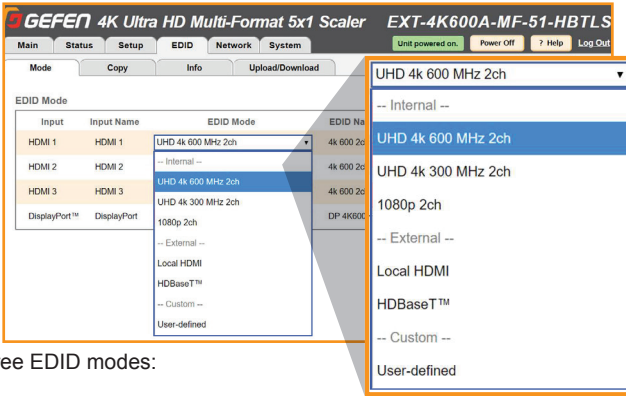 GEFEN 4K Ultra HD Multi-Format 5x1 Scaler EXT-4K600A-MF-51-HBTLS
Main Status Setup EDID Network System Unit powered on. Power Off ? Help Log Out
Mode Copy Info Upload/Download
EDID Mode
Input Input Name EDID Mode EDID Na
HDMI 1 HDMI 1 UHD 4k 600 MHz 2ch 4k 600 2c
HDMI 2 HDMI 2 4k 600 2c
HDMI 3 HDMI 3 4k 600 2c
DisplayPort™ DisplayPort DP 4K600
-- Internal --
UHD 4k 600 MHz 2ch
UHD 4k 300 MHz 2ch
1080p 2ch
-- External --
Local HDMI
HDBaseT™
-- Custom --
User-defined
UHD 4k 600 MHz 2ch
-- Internal --
UHD 4k 600 MHz 2ch
UHD 4k 300 MHz 2ch
1080p 2ch
-- External --
Local HDMI
HDBaseT™
-- Custom --
User-defined
ree EDID modes: